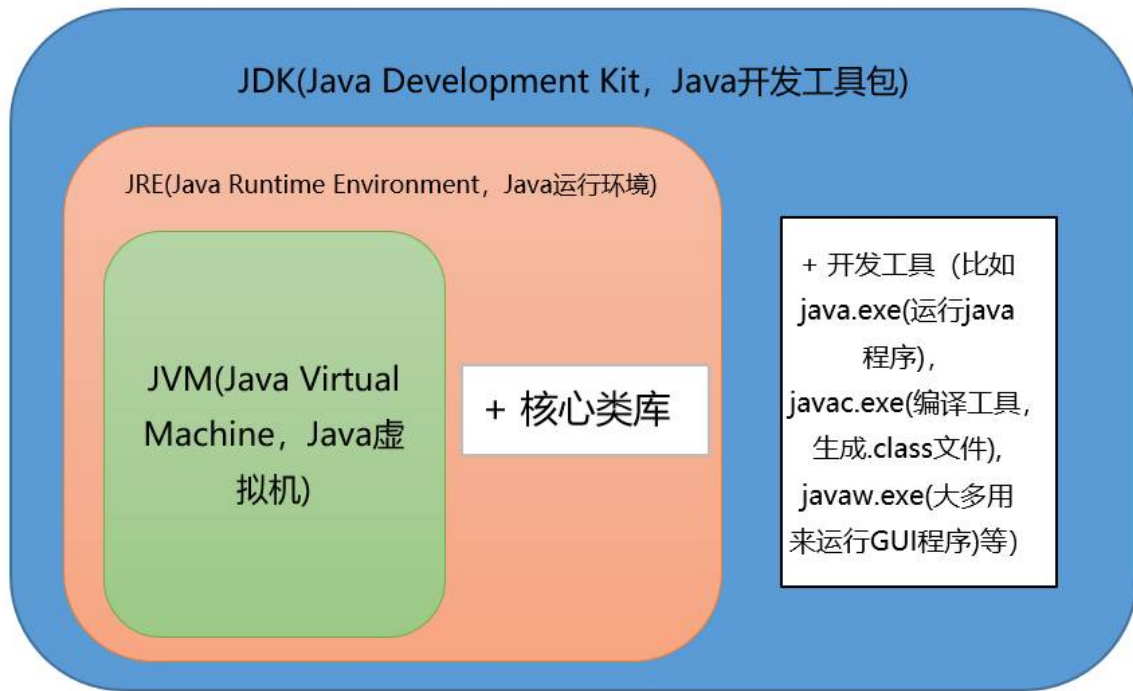 JDK(Java Development Kit，Java开发工具包)
JRE(Java Runtime Environment，Java运行环境)
JVM(Java Virtual
Machine，Java虚
拟机)
+ 核心类库
+ 开发工具（比如
java.exe(运行java
程序)，
javac.exe(编译工具，
生成.class文件),
javaw.exe(大多用
来运行GUI程序)等）